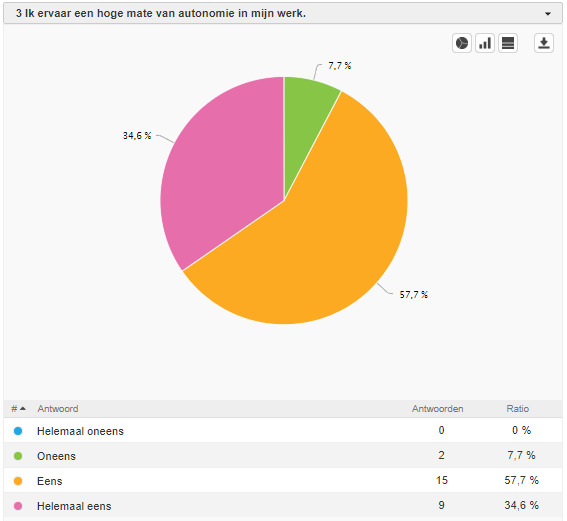 3 Ik ervaar een hoge mate van autonomie in mijn werk.
7,7 %
34,6 %
57,7 %
# Antwoord Antwoorden Ratio
Helemaal oneens 0 0 %
Oneens 2 7,7 %
Eens 15 57,7 %
Helemaal eens 9 34,6 %